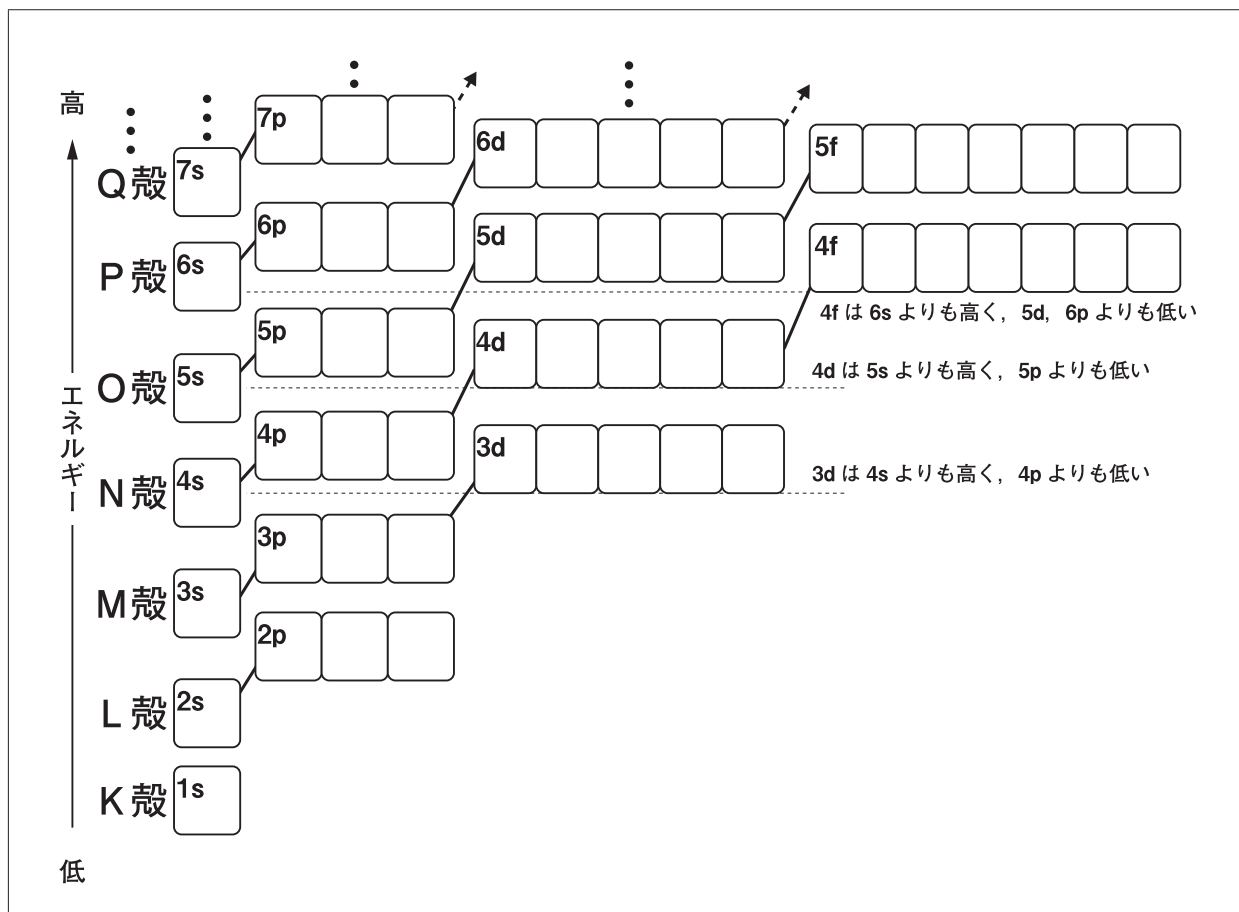 高
エネルギー
低
7p
6d
5f
Q殻 7s
6p
5d
4f
P殻 6s
4f は 6s よりも高く，5d，6p よりも低い
5p
4d
O殻 5s
4d は 5s よりも高く，5p よりも低い
4p
3d
N殻 4s
3d は 4s よりも高く，4p よりも低い
3p
M殻 3s
2p
L殻 2s
K殻 1s